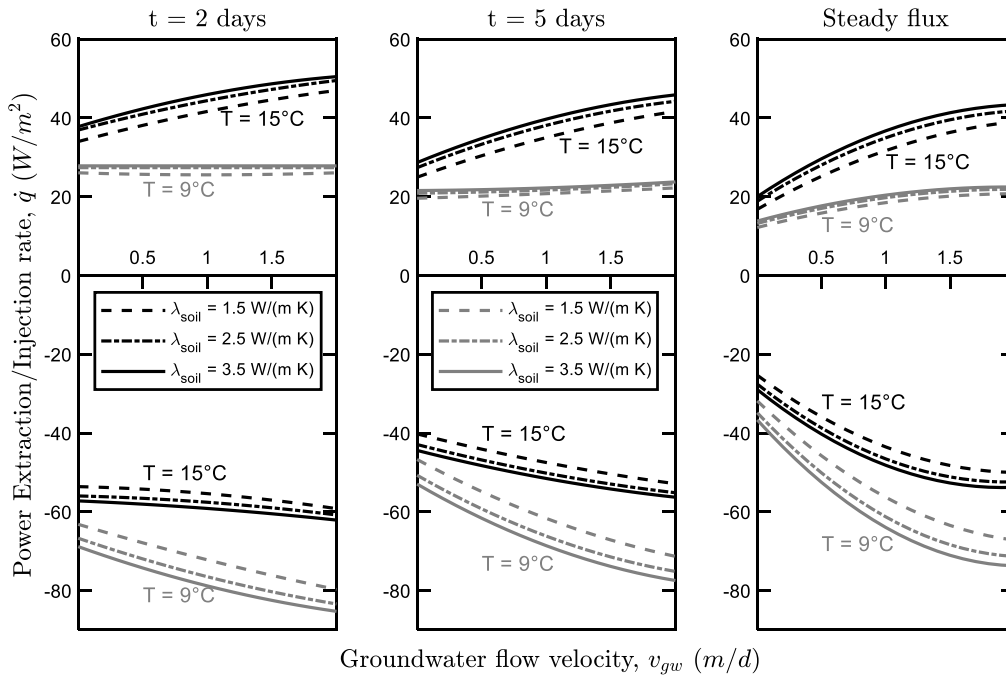 t = 2 days
t = 5 days
Steady flux
Power Extraction/Injection rate, q̇ (W/m²)
60
40
20
0
-20
-40
-60
-80
T = 15°C
T = 9°C
0.5 1 1.5
λsoil = 1.5 W/(m K)
λsoil = 2.5 W/(m K)
λsoil = 3.5 W/(m K)
T = 15°C
T = 9°C
60
40
20
0
-20
-40
-60
-80
T = 15°C
T = 9°C
0.5 1 1.5
λsoil = 1.5 W/(m K)
λsoil = 2.5 W/(m K)
λsoil = 3.5 W/(m K)
T = 15°C
T = 9°C
60
40
20
0
-20
-40
-60
-80
T = 15°C
T = 9°C
0.5 1 1.5
T = 15°C
T = 9°C
Groundwater flow velocity, vgw (m/d)